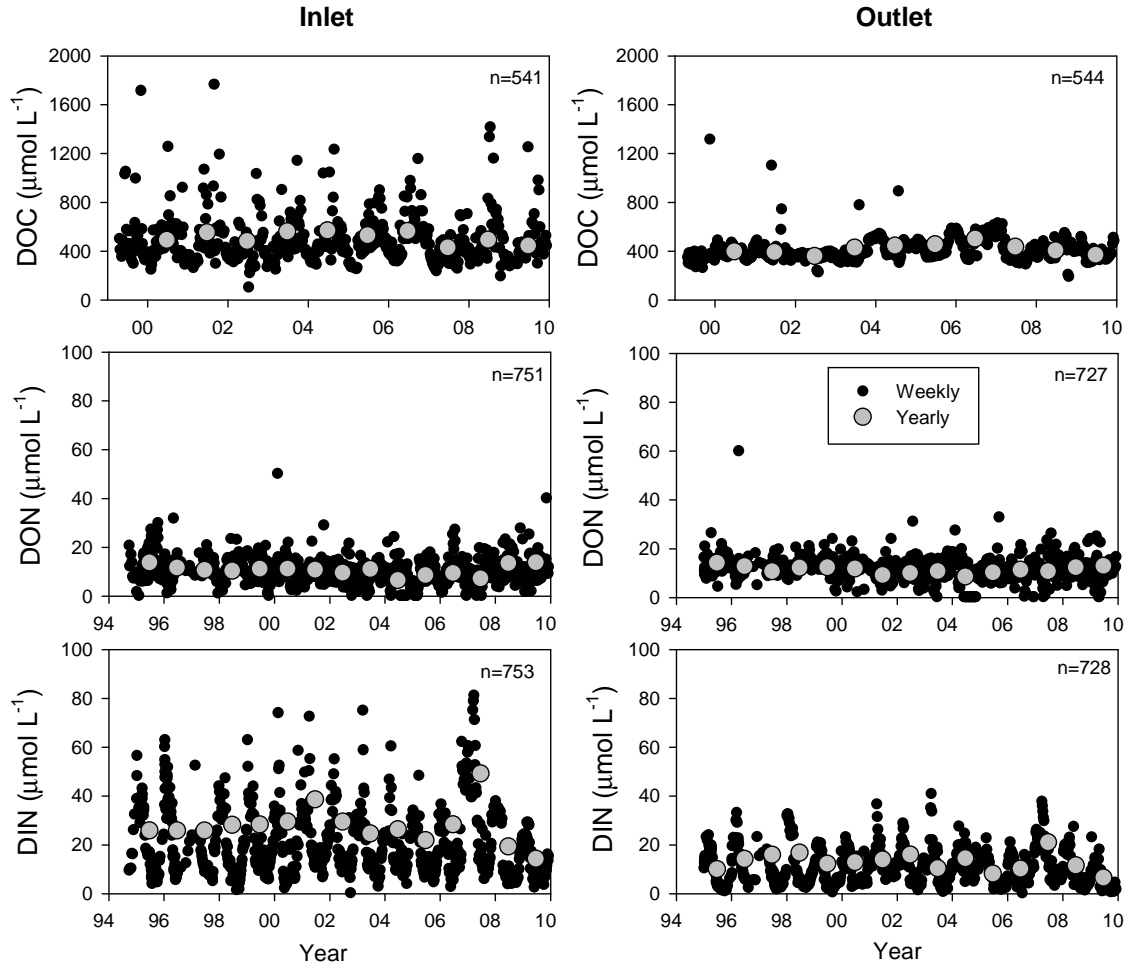 Inlet
Outlet
DOC (μmol L-1)
2000
1600
1200
800
400
0
n=541
00 02 04 06 08 10
DOC (μmol L-1)
2000
1600
1200
800
400
0
n=544
00 02 04 06 08 10
DON (μmol L-1)
100
80
60
40
20
0
n=751
94 96 98 00 02 04 06 08 10
DON (μmol L-1)
100
80
60
40
20
0
n=727
Weekly
Yearly
94 96 98 00 02 04 06 08 10
DIN (μmol L-1)
100
80
60
40
20
0
n=753
94 96 98 00 02 04 06 08 10
Year
DIN (μmol L-1)
100
80
60
40
20
0
n=728
94 96 98 00 02 04 06 08 10
Year